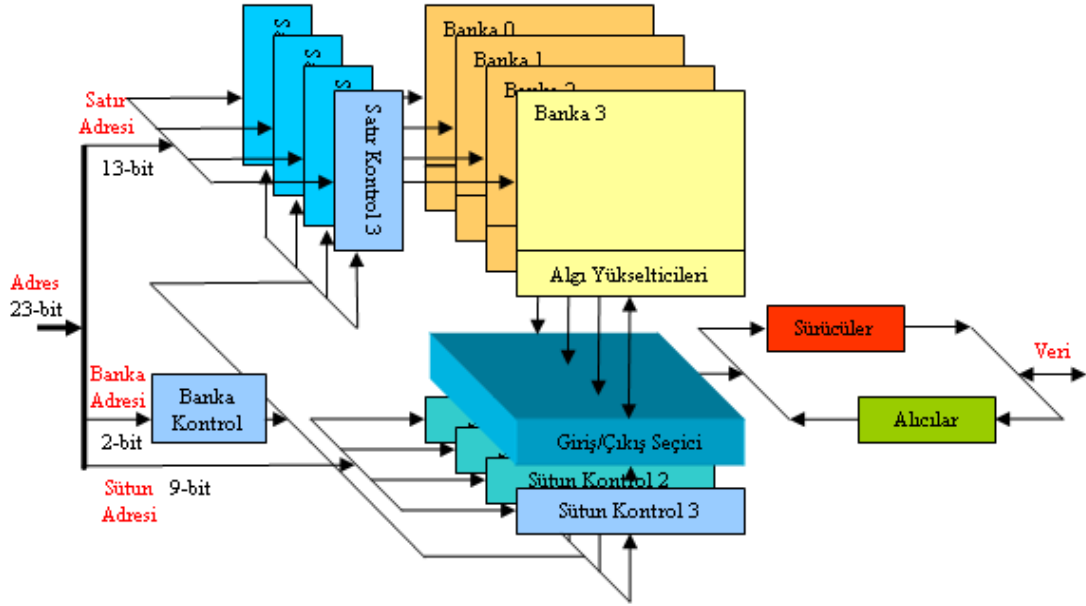 Banka 0
Banka 1
Banka 2
Banka 3
Satır Kontrol 3
Algı Yükselticileri
Satır
Adresi
13-bit
Adres
23-bit
Banka
Adresi
2-bit
Banka
Kontrol
Sütun
Adresi
9-bit
Giriş/Çıkış Seçici
Sütun Kontrol 2
Sütun Kontrol 3
Sürücüler
Alıcılar
Veri